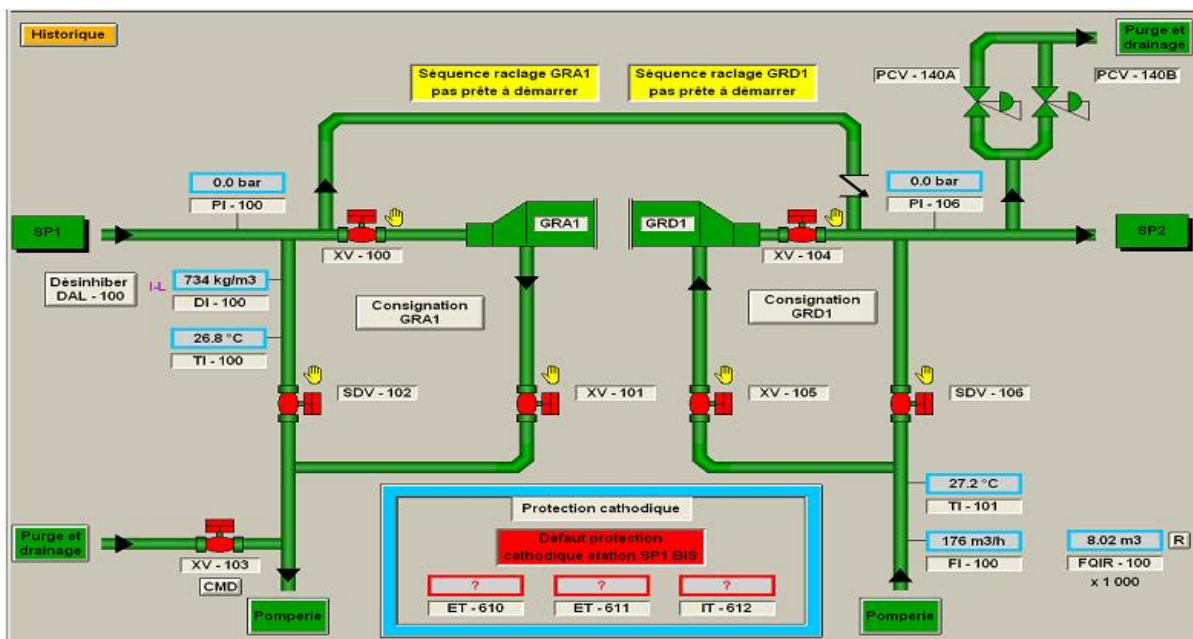 Historique
Purge et
drainage
Séquence raclage GRA1
pas prête à démarrer
Séquence raclage GRD1
pas prête à démarrer
PCV - 140A
PCV - 140B
0.0 bar
PI - 100
0.0 bar
PI - 106
SP1
GRA1
GRD1
SP2
XV - 100
XV - 104
Désinhiber
DAL - 100
I-L
734 kg/m3
DI - 100
Consignation
GRA1
Consignation
GRD1
26.8 °C
TI - 100
SDV - 102
XV - 101
XV - 105
SDV - 106
Protection cathodique
27.2 °C
TI - 101
Défaut protection
cathodique station SP1 BIS
Purge et
drainage
176 m3/h
8.02 m3
R
XV - 103
?
?
?
FI - 100
FQIR - 100
CMD
ET - 610
ET - 611
IT - 612
x 1 000
Pomperie
Pomperie